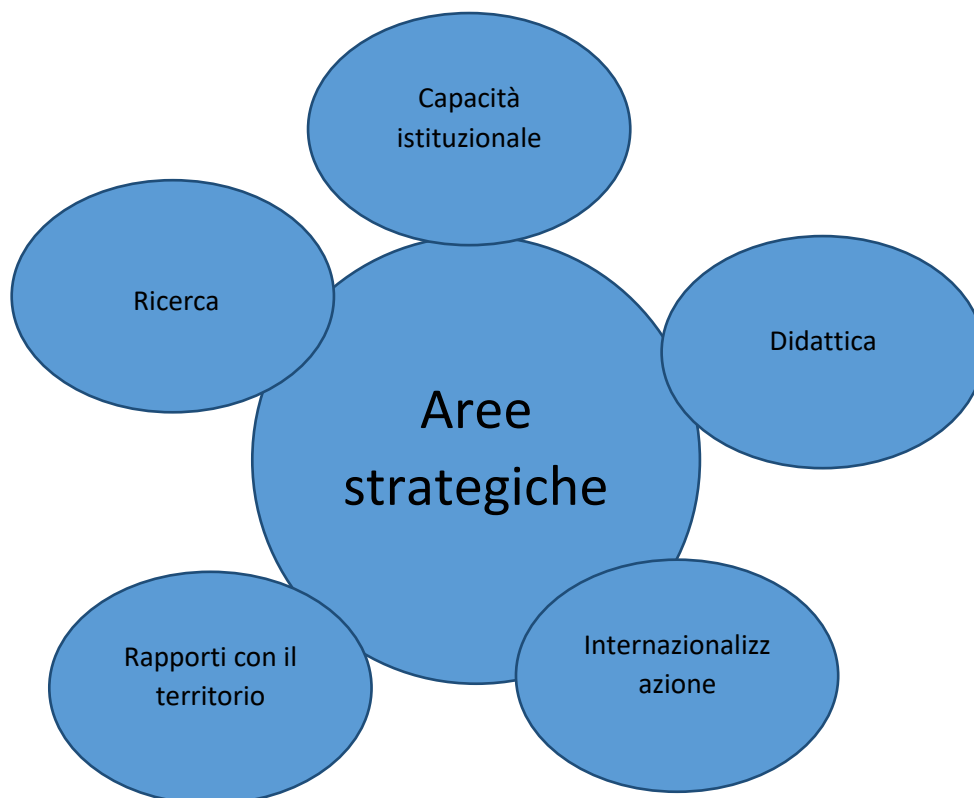 Capacità
istituzionale
Ricerca
Didattica
Aree
strategiche
Rapporti con il
territorio
Internazionalizz
azione